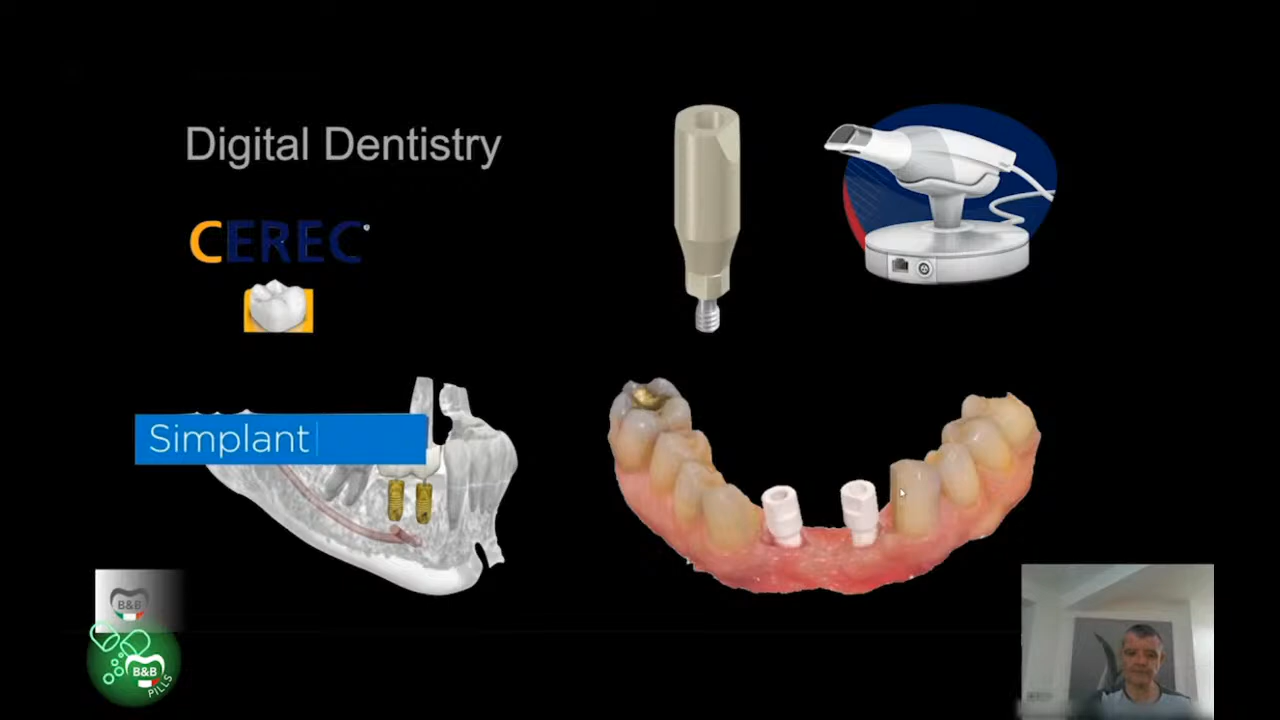 Digital Dentistry
CEREC
Simplant
B&B
B&B
PILLS